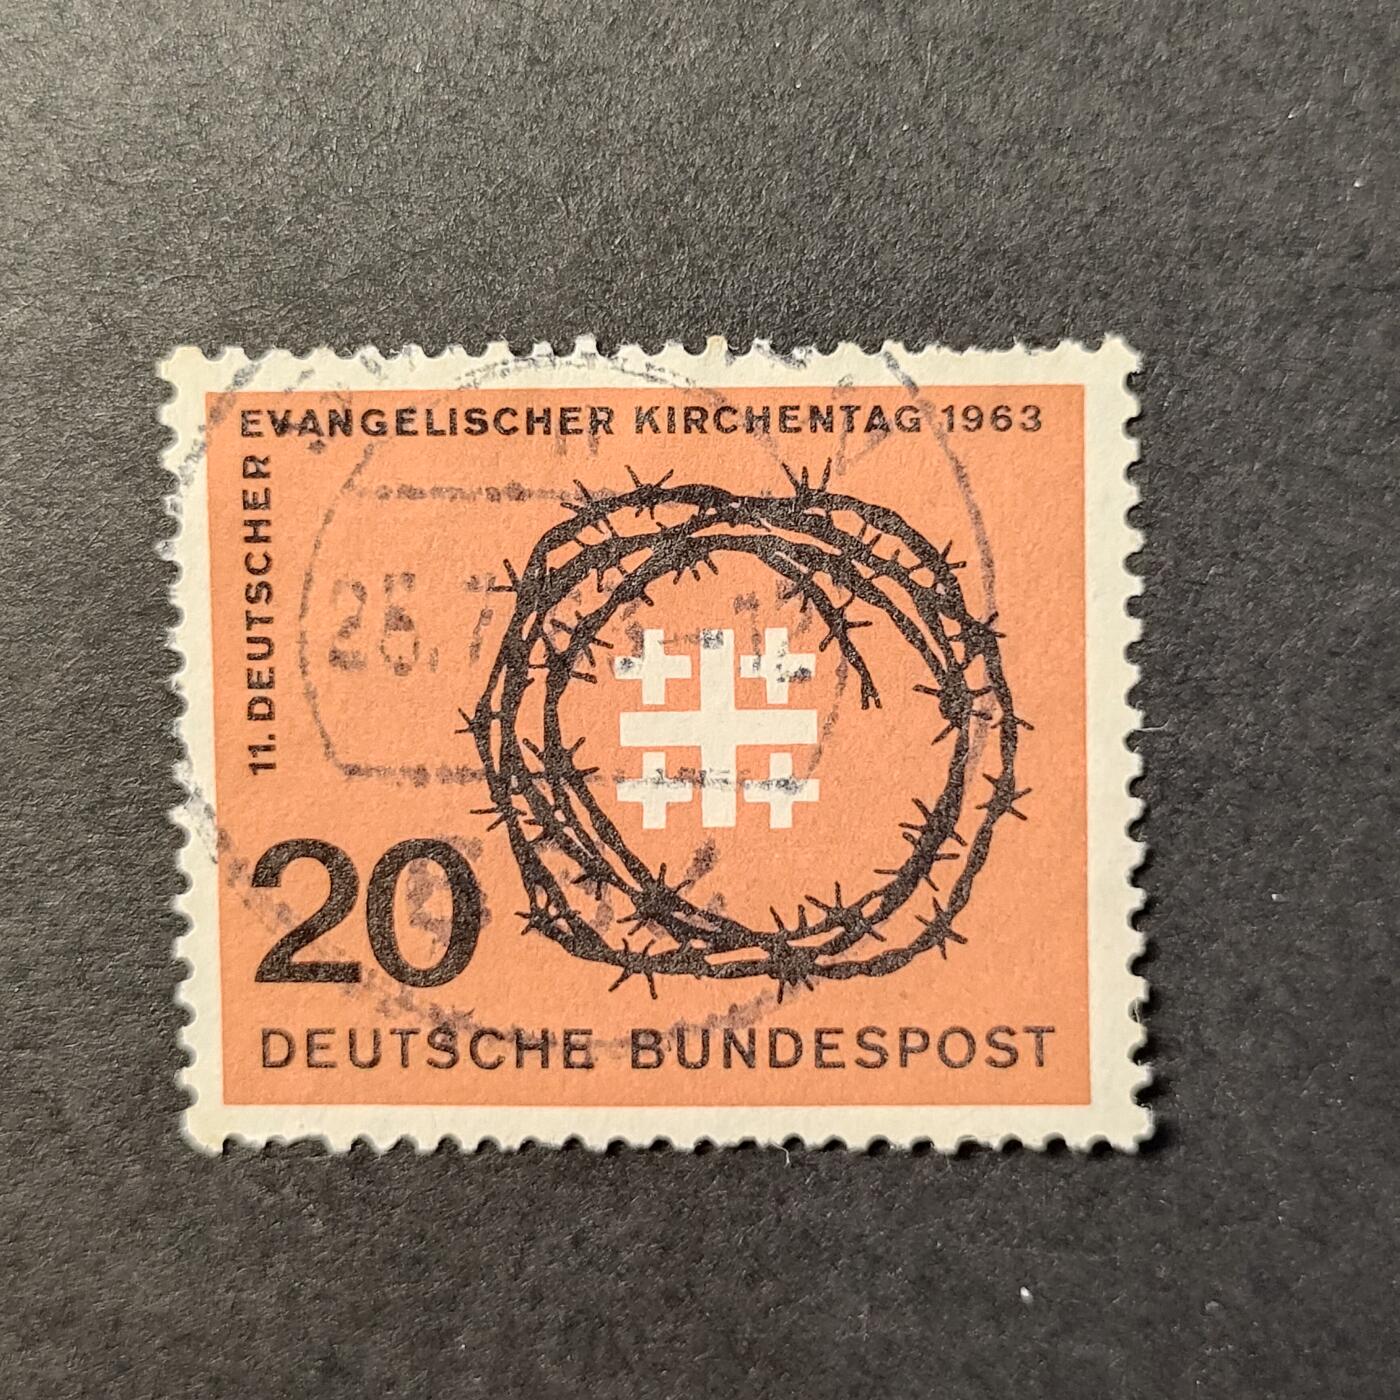 11. DEUTSCHER
EVANGELISCHER KIRCHENTAG 1963
20
DEUTSCHE BUNDESPOST